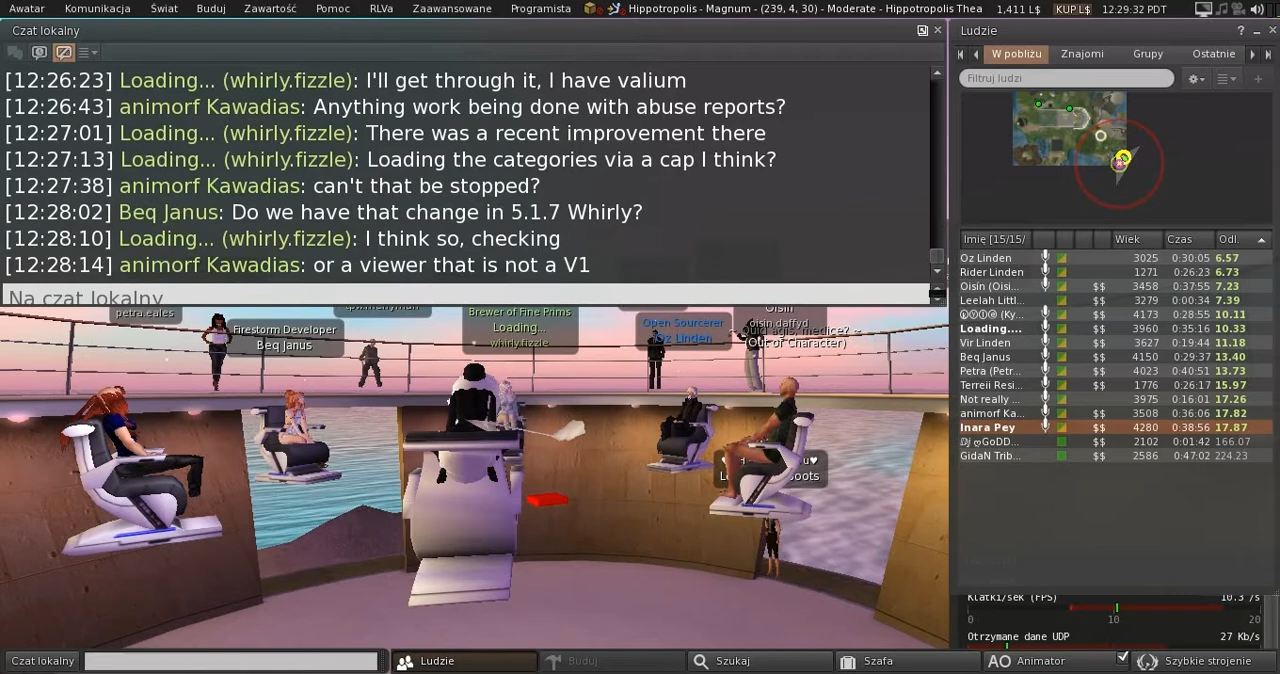 Awatar Komunikacja Świat Buduj Zawartość Pomoc RLVa Zaawansowane Programista Hippotropolis - Magnum - (239, 4, 30) - Moderate - Hippotropolis Thea 1,411 L$ KUP L$ 12:29:32 PDT
Czat lokalny
[12:26:23] Loading... (whirly.fizzle): I'll get through it, I have valium
[12:26:43] animorf Kawadias: Anything work being done with abuse reports?
[12:27:01] Loading... (whirly.fizzle): There was a recent improvement there
[12:27:13] Loading... (whirly.fizzle): Loading the categories via a cap I think?
[12:27:38] animorf Kawadias: can't that be stopped?
[12:28:02] Beq Janus: Do we have that change in 5.1.7 Whirly?
[12:28:10] Loading... (whirly.fizzle): I think so, checking
[12:28:14] animorf Kawadias: or a viewer that is not a V1
Na czat lokalny
petra.eales
Firestorm Developer
Beq Janus
Brewer of Fine Prims
Loading...
whirly.fizzle
Open Sourcerer
Oz Linden
Oisin
oisin.daffyd
(Out of Character)
Ludzie
W pobliżu Znajomi Grupy Ostatnie
Filtruj ludzi
Imię [15/15/ Wiek Czas Odl.
Oz Linden 3025 0:30:05 6.57
Rider Linden 1271 0:26:23 6.73
Oisín (Oisi... $$ 3458 0:37:55 7.23
Leelah Littl... 3279 0:00:34 7.39
(Ky... $$ 4173 0:28:55 10.11
Loading.... $$ 3960 0:35:16 10.33
Vir Linden $$ 3627 0:19:44 11.18
Beq Janus $$ 4150 0:29:37 13.40
Petra (Petr... $$ 4023 0:40:51 13.73
Terreii Resi... $$ 1776 0:26:17 15.97
Not really ... 3975 0:16:01 17.26
animorf Ka... $$ 3508 0:36:06 17.82
Inara Pey $$ 4280 0:38:56 17.87
GoDD... $$ 2102 0:01:42 166.07
GidaN Trib... $$ 2586 0:47:02 224.23
Klatki/sek (FPS) 10.3 /s
0 10 20
Otrzymane dane UDP 27 Kb/s
Czat lokalny Ludzie Buduj Szukaj Szafa AO Animator Szybkie strojenie